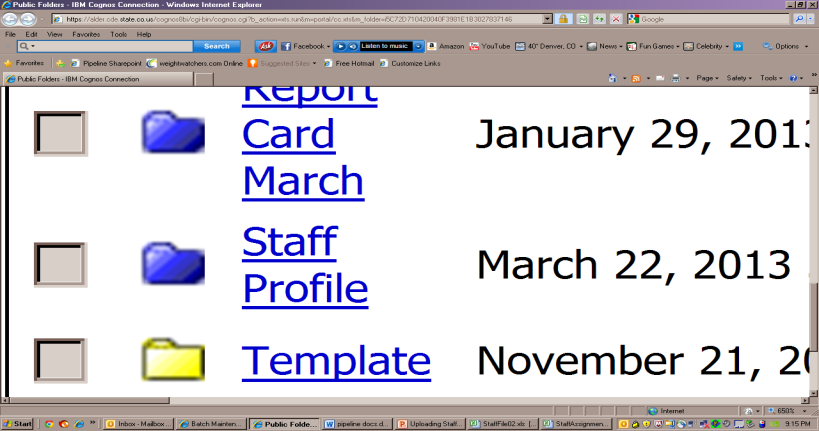 Public Folders - IBM Cognos Connection - Windows Internet Explorer
https://alder.cde.state.co.us/cognos8bi/cgi-bin/cognos.cgi?b_action=xts.run&m=portal/cc.xts&m_folder=i5C72D710420040F3981E1B3027837146
Google
File Edit View Favorites Tools Help
Search Facebook Listen to music Amazon YouTube 40° Denver, CO News Fun Games Celebrity Options
Favorites Pipeline Sharepoint weightwatchers.com Online Suggested Sites Free Hotmail Customize Links
Public Folders - IBM Cognos Connection Page Safety Tools
Report
Card January 29, 2013
March
Staff
Profile March 22, 2013
Template November 21, 20
Internet 650%
Start Inbox - Mailbox ... Batch Mainten... Public Folde... pipeline docs.d... Uploading Staff... StaffFile02.xls [... StaffAssignmen... 9:15 PM